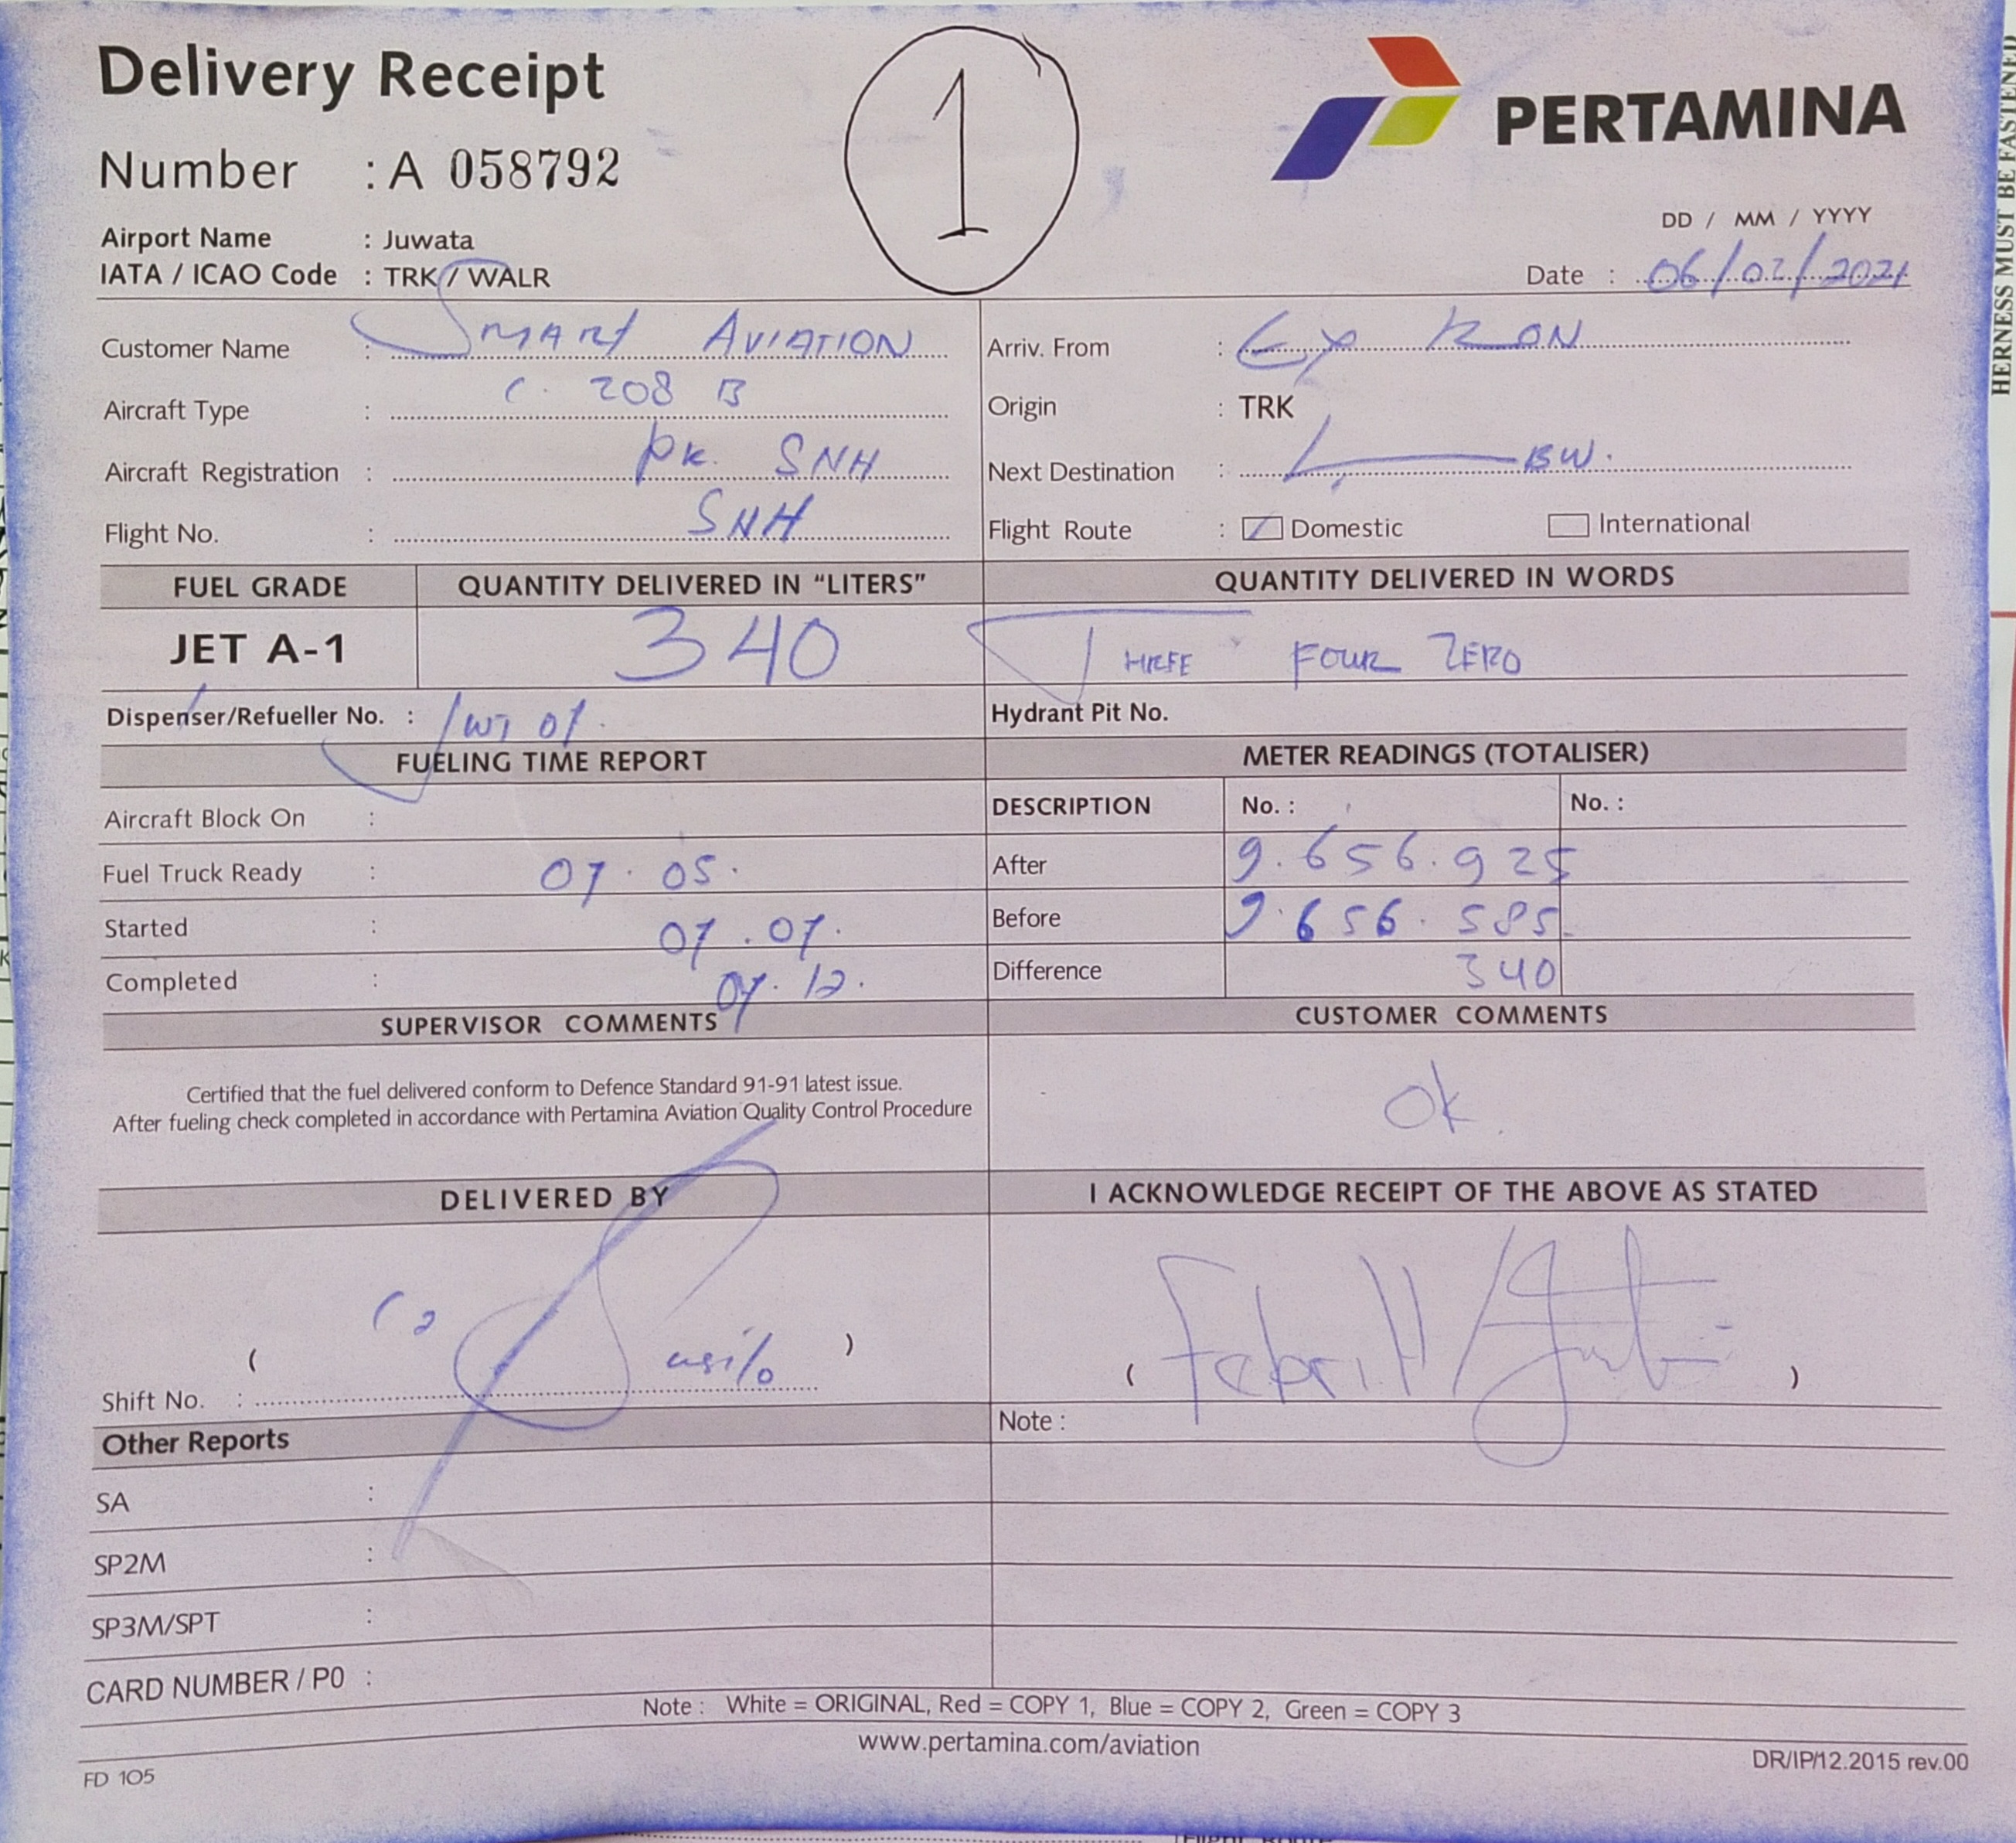 Delivery Receipt
1
PERTAMINA
Number : A 058792
DD / MM / YYYY
Airport Name : Juwata
IATA / ICAO Code : TRK / WALR
Date : 06/02/2021
Customer Name : SMART AVIATION
Arriv. From : EX RON
Aircraft Type : C. 208 B
Origin : TRK
Aircraft Registration : PK. SNH
Next Destination : L BW.
Flight No. : SNH
Flight Route : Domestic International
FUEL GRADE QUANTITY DELIVERED IN "LITERS" QUANTITY DELIVERED IN WORDS
JET A-1 340 THREE FOUR ZERO
Dispenser/Refueller No. :
Hydrant Pit No.
FUELING TIME REPORT
METER READINGS (TOTALISER)
Aircraft Block On :
DESCRIPTION No. : No. :
Fuel Truck Ready : 07. 05.
After 9.656.925
Started : 07.07.
Before 9.656.585
Completed : 07.12.
Difference 340
SUPERVISOR COMMENTS
CUSTOMER COMMENTS
Certified that the fuel delivered conform to Defence Standard 91-91 latest issue.
After fueling check completed in accordance with Pertamina Aviation Quality Control Procedure
Ok
DELIVERED BY
I ACKNOWLEDGE RECEIPT OF THE ABOVE AS STATED
( Susilo )
( )
Shift No. :
Note :
Other Reports
SA :
SP2M :
SP3M/SPT :
CARD NUMBER / P0 :
Note : White = ORIGINAL, Red = COPY 1, Blue = COPY 2, Green = COPY 3
www.pertamina.com/aviation
FD 105
DR/IP/12.2015 rev.00
HERNESS MUST BE FASTENED